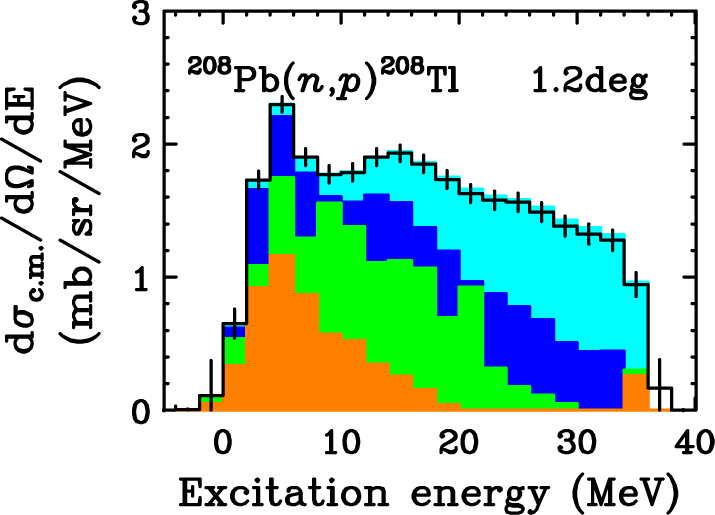 3
2
1
0
dσc.m./dΩ/dE
(mb/sr/MeV)
²⁰⁸Pb(n,p)²⁰⁸Tl 1.2deg
0 10 20 30 40
Excitation energy (MeV)